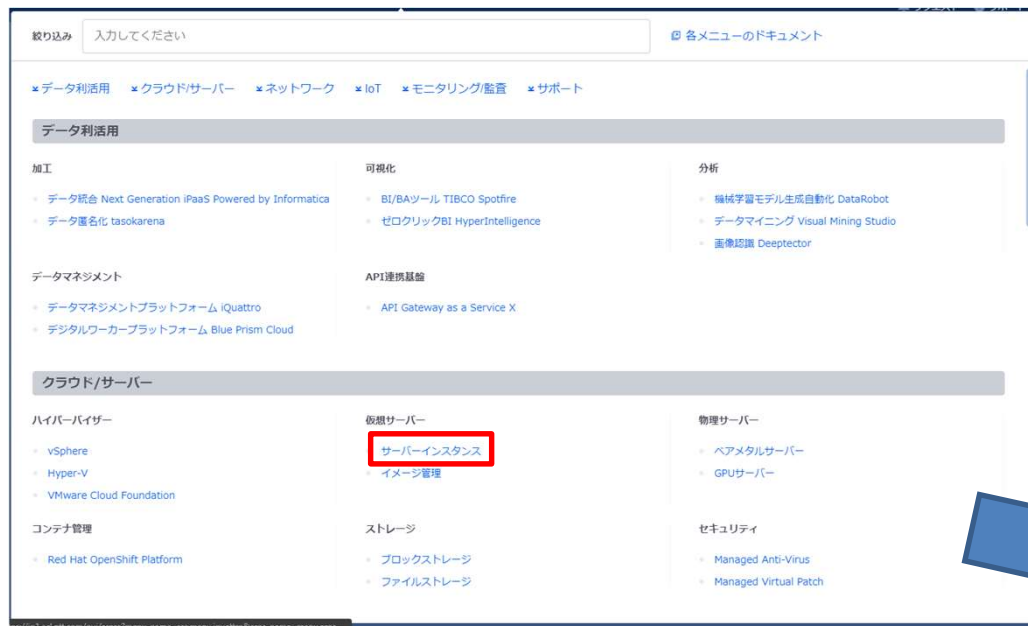 絞り込み 入力してください 各メニューのドキュメント
データ利活用 クラウド/サーバー ネットワーク IoT モニタリング/監査 サポート
データ利活用
加工
データ統合 Next Generation iPaaS Powered by Informatica
データ匿名化 tasokarena
可視化
BI/BAツール TIBCO Spotfire
ゼロクリックBI HyperIntelligence
分析
機械学習モデル生成自動化 DataRobot
データマイニング Visual Mining Studio
画像認識 Deeptector
データマネジメント
データマネジメントプラットフォーム iQuattro
デジタルワーカープラットフォーム Blue Prism Cloud
API連携基盤
API Gateway as a Service X
クラウド/サーバー
ハイパーバイザー
vSphere
Hyper-V
VMware Cloud Foundation
仮想サーバー
サーバーインスタンス
イメージ管理
物理サーバー
ベアメタルサーバー
GPUサーバー
コンテナ管理
Red Hat OpenShift Platform
ストレージ
ブロックストレージ
ファイルストレージ
セキュリティ
Managed Anti-Virus
Managed Virtual Patch